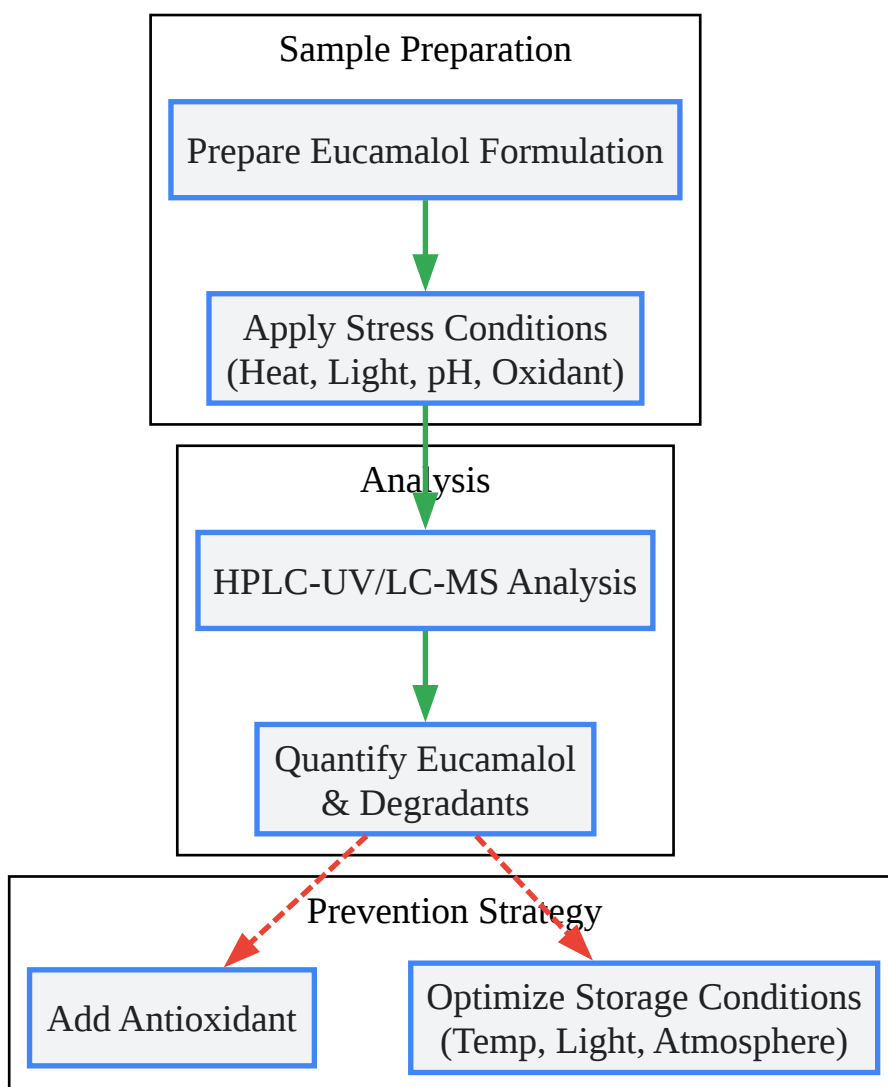 Sample Preparation
Prepare Eucamalol Formulation
Apply Stress Conditions
(Heat, Light, pH, Oxidant)
Analysis
HPLC-UV/LC-MS Analysis
Quantify Eucamalol
& Degradants
Prevention Strategy
Add Antioxidant
Optimize Storage Conditions
(Temp, Light, Atmosphere)